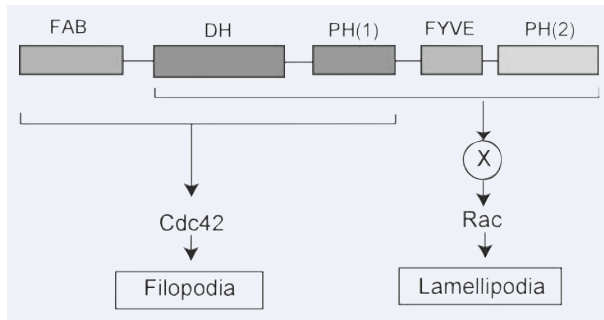 FAB DH PH(1) FYVE PH(2)
X
Cdc42 Rac
Filopodia Lamellipodia